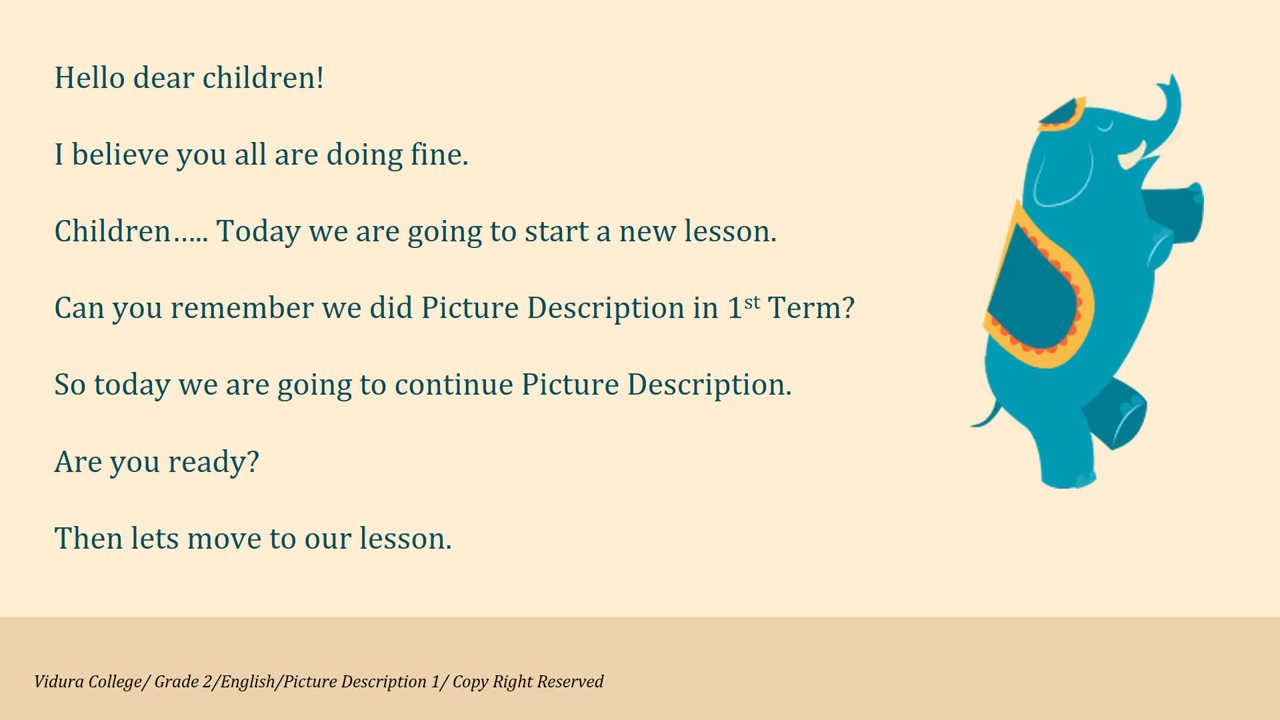 Hello dear children!
I believe you all are doing fine.
Children….. Today we are going to start a new lesson.
Can you remember we did Picture Description in 1st Term?
So today we are going to continue Picture Description.
Are you ready?
Then lets move to our lesson.
Vidura College/ Grade 2/English/Picture Description 1/ Copy Right Reserved